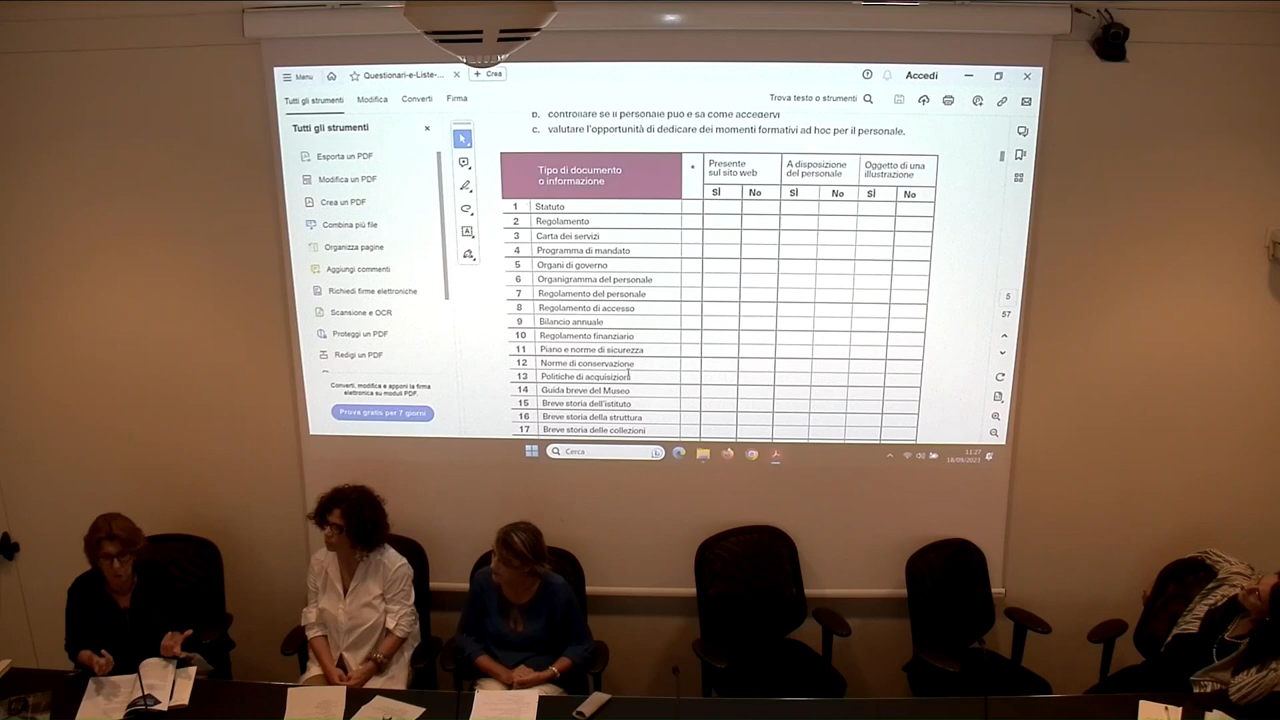 Menu
Questionari-e-Liste-...
+ Crea
Accedi
Tutti gli strumenti
Modifica
Converti
Firma
Trova testo o strumenti
Tutti gli strumenti
Esporta un PDF
Modifica un PDF
Crea un PDF
Combina più file
Organizza pagine
Aggiungi commenti
Richiedi firme elettroniche
Scansione e OCR
Proteggi un PDF
Redigi un PDF
Converti, modifica e apponi la firma
elettronica su moduli PDF.
Prova gratis per 7 giorni
b. controllare se il personale può e sa come accedervi
c. valutare l'opportunità di dedicare dei momenti formativi ad hoc per il personale.
Tipo di documento
o informazione
*
Presente
sul sito web
A disposizione
del personale
Oggetto di una
illustrazione
SÌ No SÌ No SÌ No
1 Statuto
2 Regolamento
3 Carta dei servizi
4 Programma di mandato
5 Organi di governo
6 Organigramma del personale
7 Regolamento del personale
8 Regolamento di accesso
9 Bilancio annuale
10 Regolamento finanziario
11 Piano e norme di sicurezza
12 Norme di conservazione
13 Politiche di acquisizioni
14 Guida breve del Museo
15 Breve storia dell'istituto
16 Breve storia della struttura
17 Breve storia delle collezioni
5
57
Cerca
11:27
18/09/2023